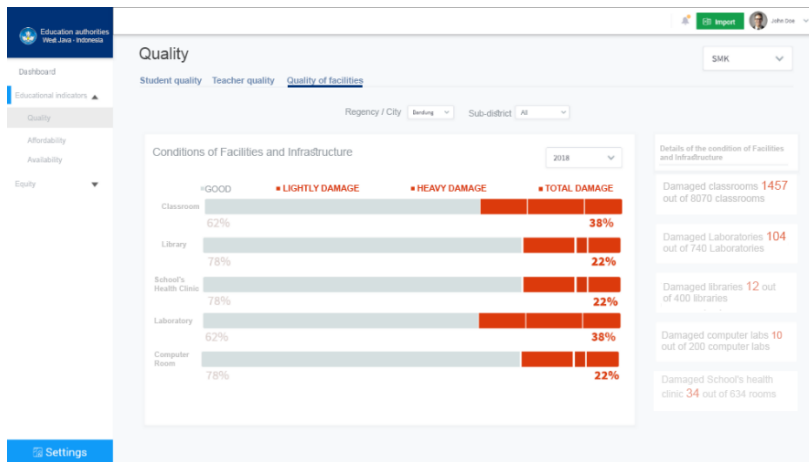 Education authorities
West Java - Indonesia
Import
John Doe
Dashboard
Educational indicators
Quality
Affordability
Availability
Equity
Settings
Quality
SMK
Student quality Teacher quality Quality of facilities
Regency / City Bandung Sub-district All
Conditions of Facilities and Infrastructure
2018
GOOD LIGHTLY DAMAGE HEAVY DAMAGE TOTAL DAMAGE
Classroom
62% 38%
Library
78% 22%
School's
Health Clinic
78% 22%
Laboratory
62% 38%
Computer
Room
78% 22%
Details of the condition of Facilities
and Infrastructure
Damaged classrooms 1457
out of 8070 classrooms
Damaged Laboratories 104
out of 740 Laboratories
Damaged libraries 12 out
of 400 libraries
Damaged computer labs 10
out of 200 computer labs
Damaged School's health
clinic 34 out of 634 rooms